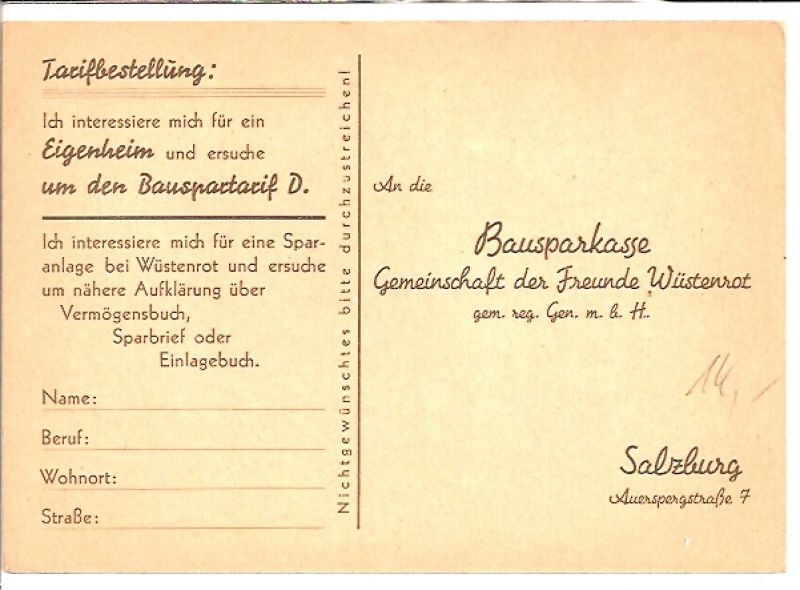 Tarifbestellung:
Ich interessiere mich für ein
Eigenheim und ersuche
um den Bauspartarif D.
Ich interessiere mich für eine Spar-
anlage bei Wüstenrot und ersuche
um nähere Aufklärung über
Vermögensbuch,
Sparbrief oder
Einlagebuch.
Name:
Beruf:
Wohnort:
Straße:
Nichtgewünschtes bitte durchzustreichen!
An die
Bausparkasse
Gemeinschaft der Freunde Wüstenrot
gem. reg. Gen. m. b. H.
14,-
Salzburg
Auerspergstraße 7